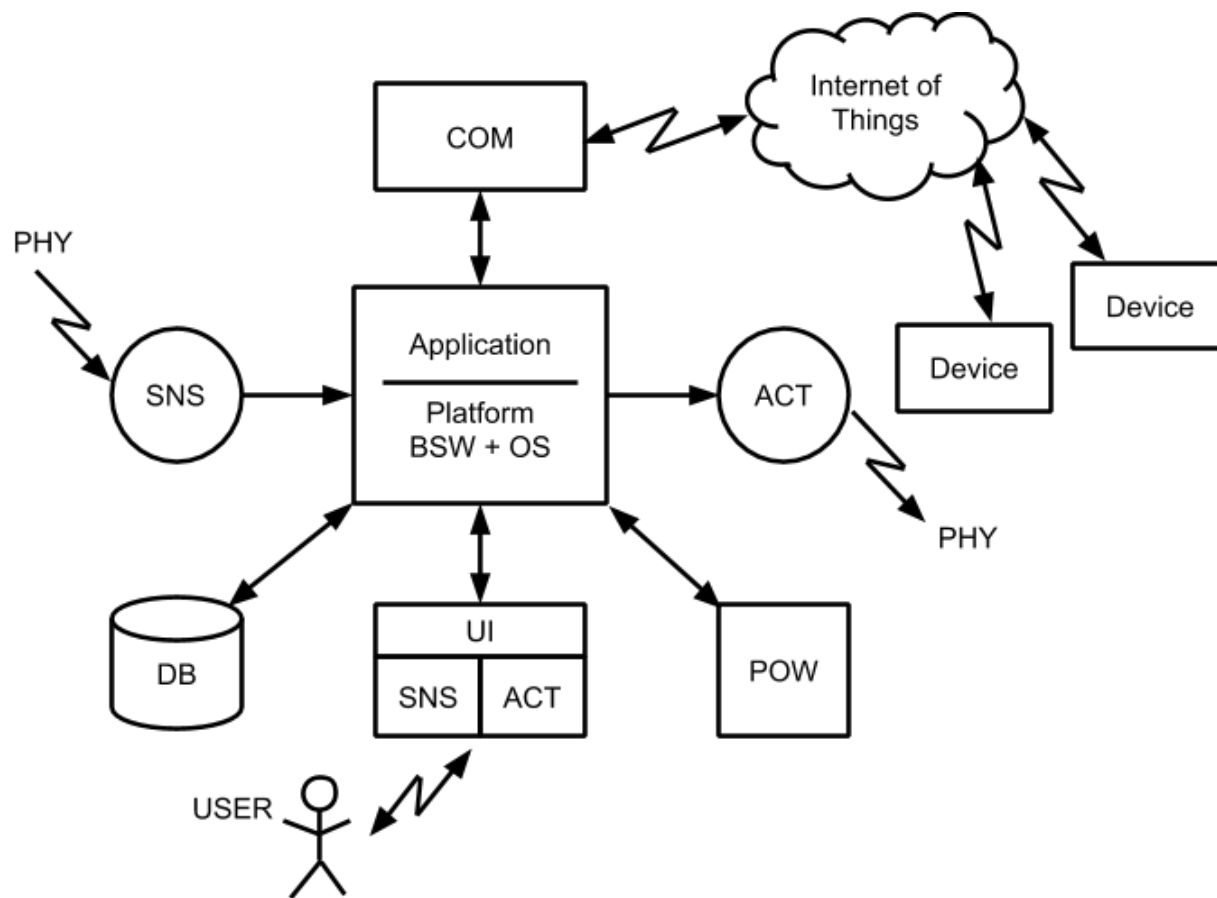 Internet of
Things
COM
PHY
Device
Application
Device
SNS
ACT
Platform
BSW + OS
PHY
UI
DB
SNS
ACT
POW
USER